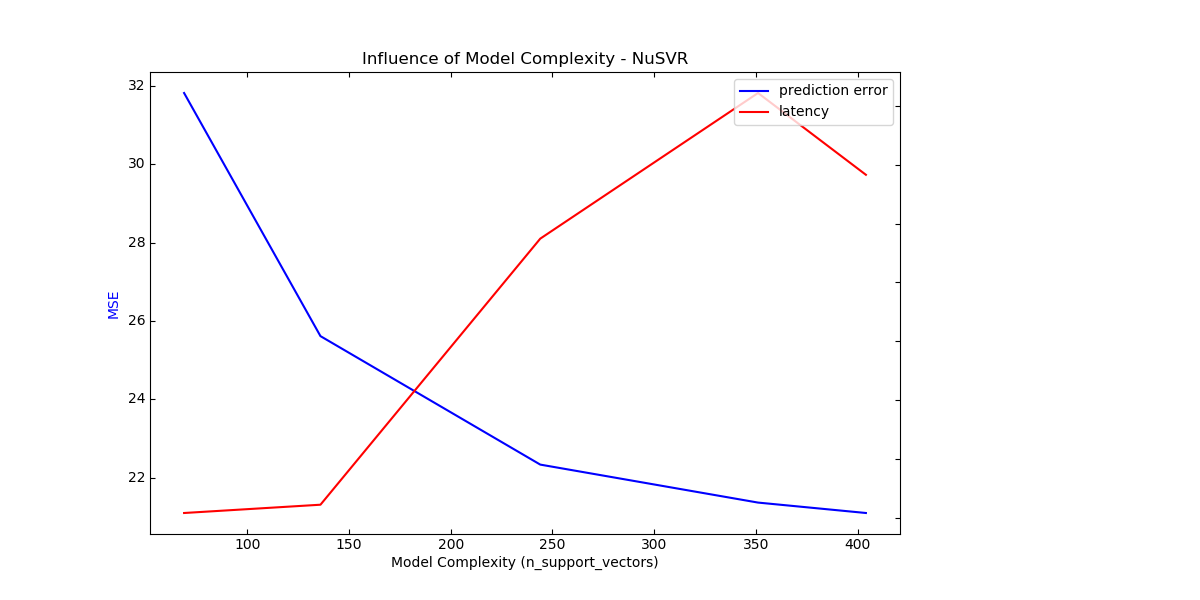 Influence of Model Complexity - NuSVR
prediction error
latency
32
30
28
26
24
22
MSE
100 150 200 250 300 350 400
Model Complexity (n_support_vectors)